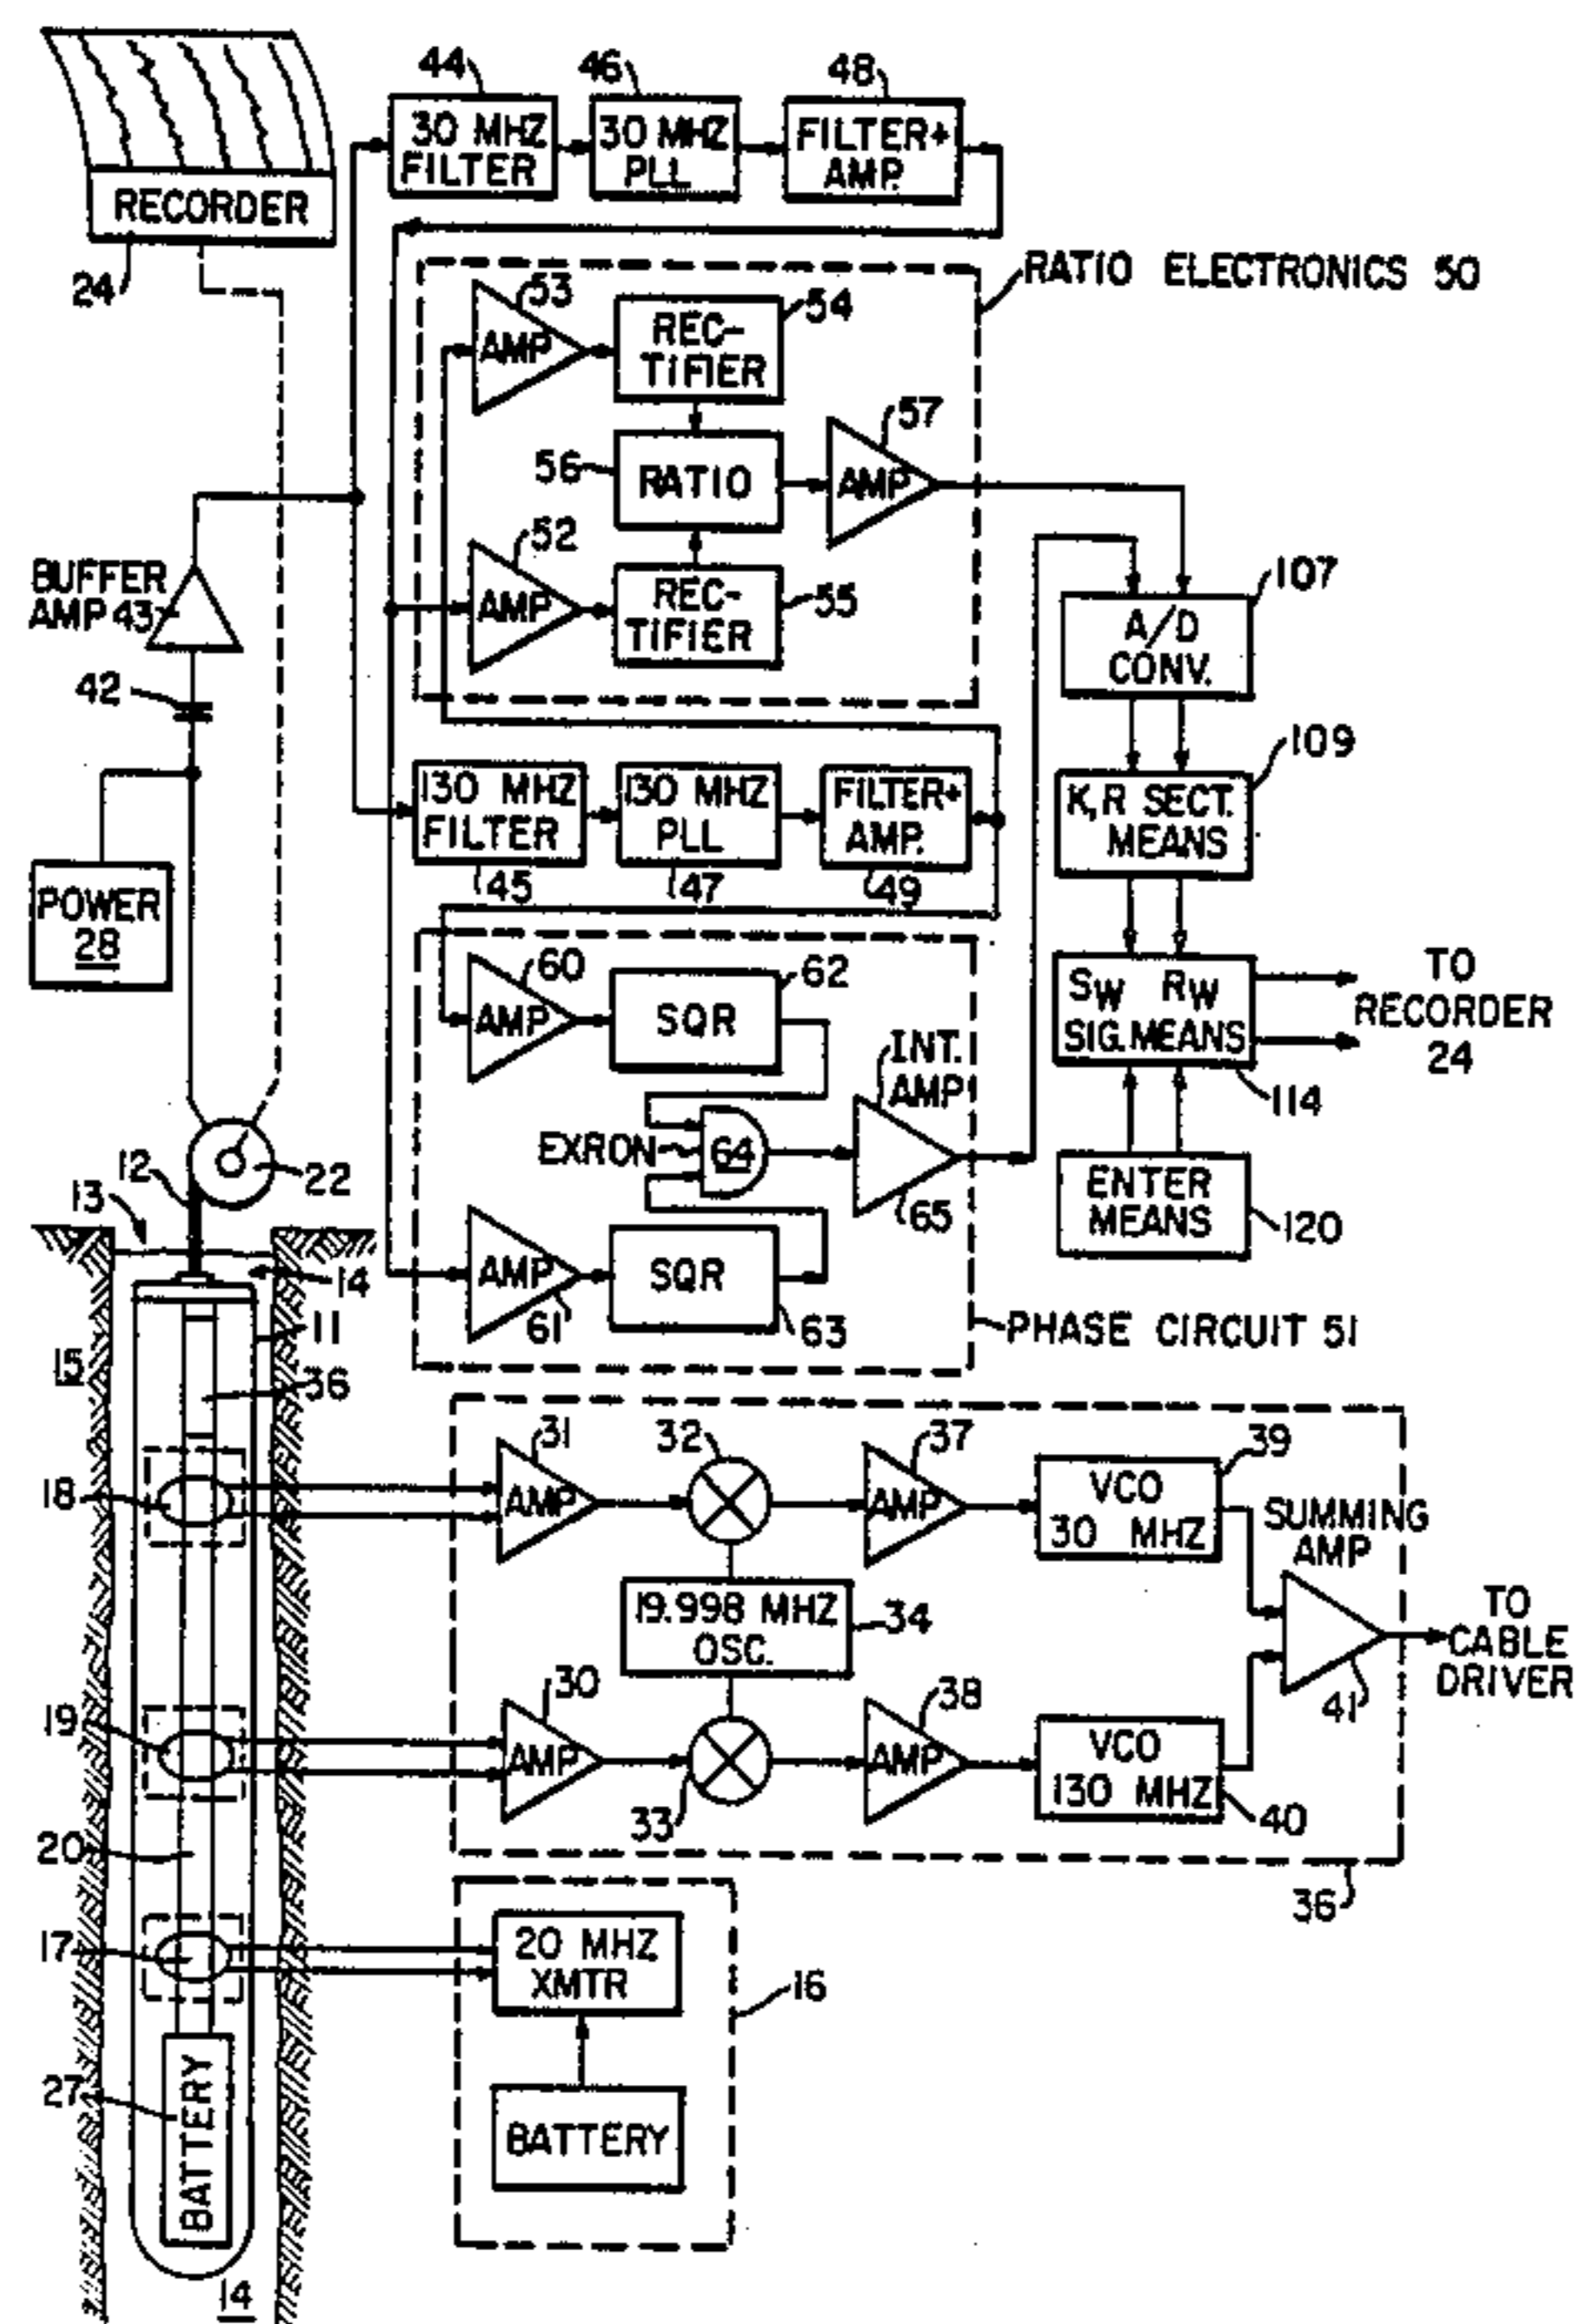 44
46
48
30 MHZ
FILTER
30 MHZ
PLL
FILTER+
AMP.
RECORDER
24
RATIO ELECTRONICS 50
53
AMP
54
REC-
TIFIER
57
56
RATIO
AMP
52
AMP
REC-
TIFIER
55
BUFFER
AMP 43
42
107
A/D
CONV.
109
K,R SECT.
MEANS
130 MHZ
FILTER
45
130 MHZ
PLL
47
FILTER+
AMP.
49
POWER
28
60
AMP
62
SQR
SW RW
SIG. MEANS
114
TO
RECORDER
24
INT.
AMP
EXRON
64
65
ENTER
MEANS
120
12
22
13
14
11
15
36
AMP
61
SQR
63
PHASE CIRCUIT 51
31
AMP
32
37
AMP
39
VCO
30 MHZ
SUMMING
AMP
18
19.998 MHZ
OSC.
34
TO
CABLE
DRIVER
41
19
30
AMP
33
38
AMP
VCO
130 MHZ
40
36
20
17
20 MHZ
XMTR
16
27
BATTERY
BATTERY
14